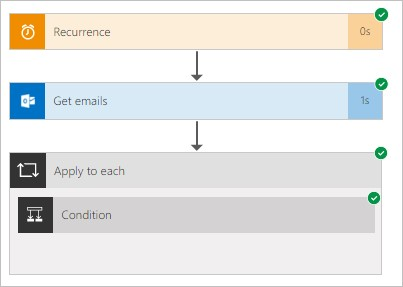 Recurrence 0s
Get emails 1s
Apply to each
Condition